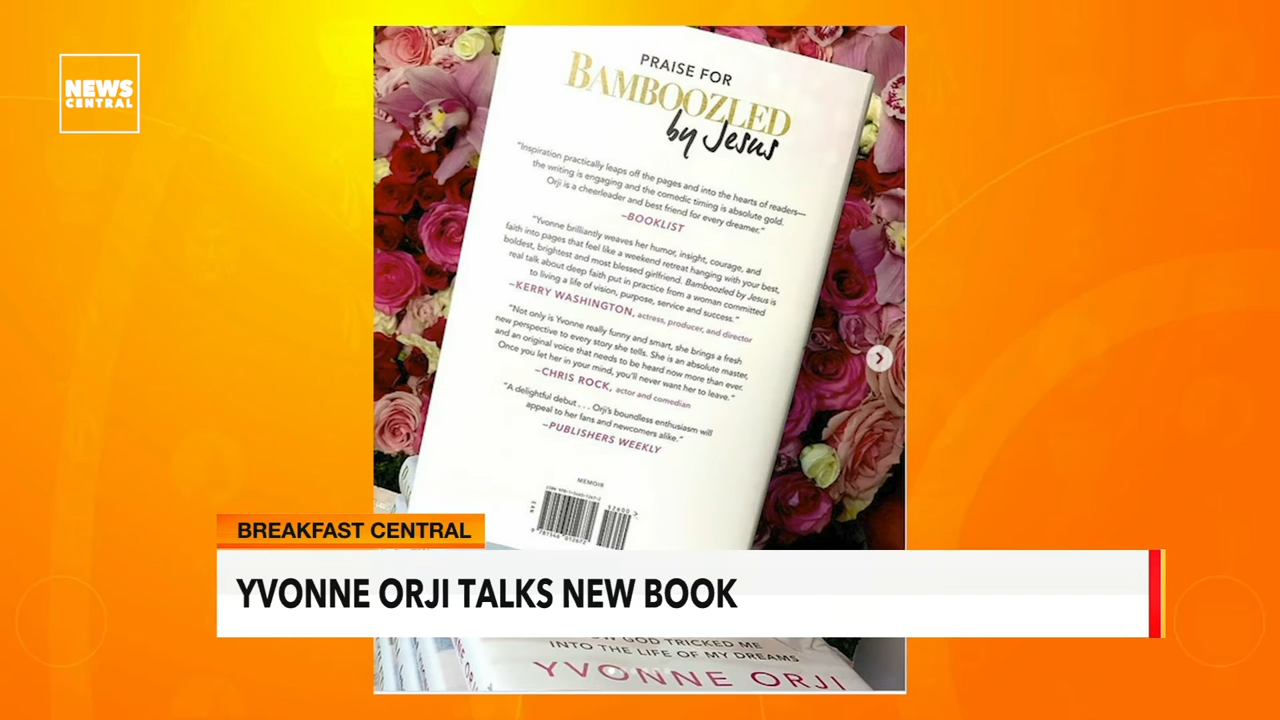 NEWS
CENTRAL
PRAISE FOR
BAMBOOZLED
by Jesus
"Inspiration practically leaps off the pages and into the hearts of readers—
the writing is engaging and the comedic timing is absolute gold.
Orji is a cheerleader and best friend for every dreamer."
–BOOKLIST
"Yvonne brilliantly weaves her humor, insight, courage, and
faith into pages that feel like a weekend retreat hanging with your best,
boldest, brightest and most blessed girlfriend. Bamboozled by Jesus is
real talk about deep faith put in practice from a woman committed
to living a life of vision, purpose, service and success."
–KERRY WASHINGTON, actress, producer, and director
"Not only is Yvonne really funny and smart, she brings a fresh
new perspective to every story she tells. She is an absolute master,
and an original voice that needs to be heard now more than ever.
Once you let her in your mind, you'll never want her to leave."
–CHRIS ROCK, actor and comedian
"A delightful debut . . . Orji's boundless enthusiasm will
appeal to her fans and newcomers alike."
–PUBLISHERS WEEKLY
MEMOIR
52600
BREAKFAST CENTRAL
YVONNE ORJI TALKS NEW BOOK
GOD TRICKED ME
INTO THE LIFE OF MY DREAMS
YVONNE ORJI